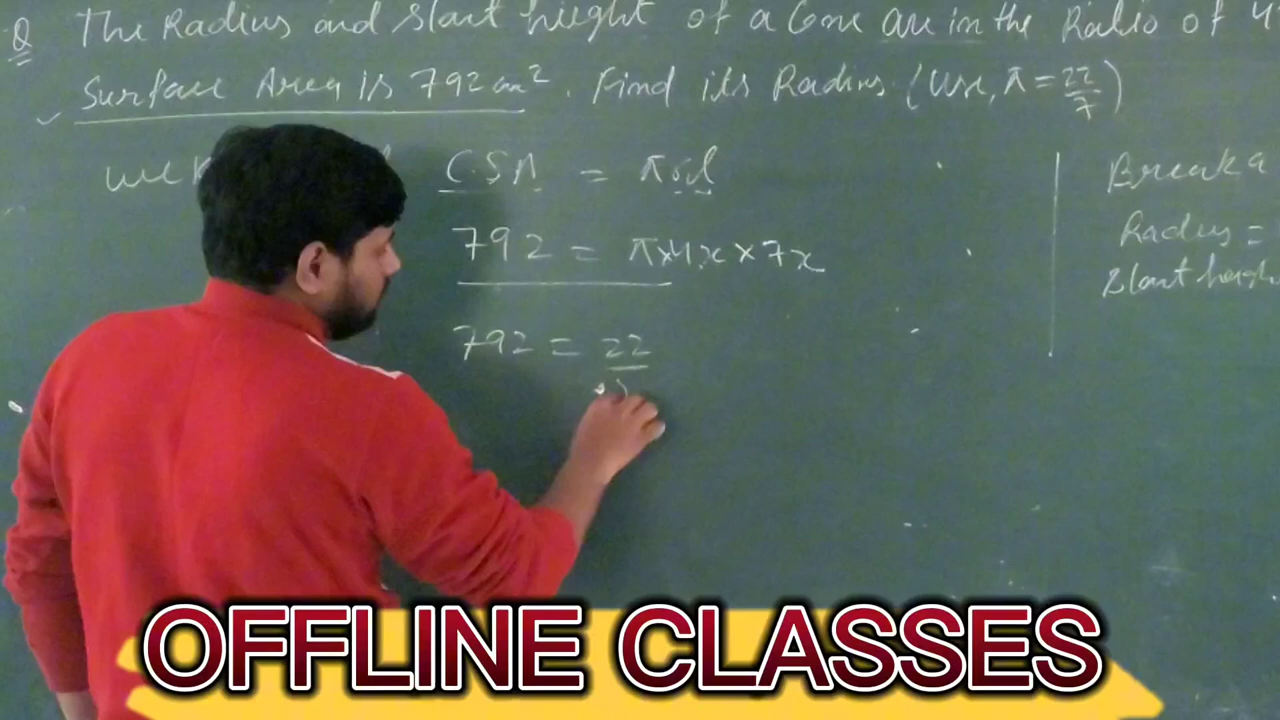 Q The Radius and Slant height of a Cone are in the Ratio of 4
Surface Area is 792 cm². Find its Radius. (Use, π = 22/7)
C.S.A = πrl
792 = π×4x×7x
792 = 22
Break a
Radius =
Slant height
OFFLINE CLASSES